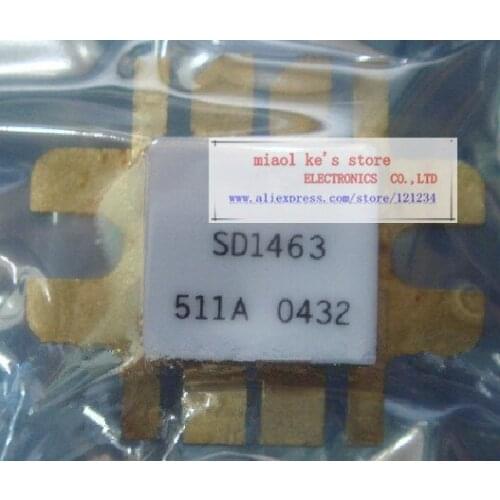 miaol ke's store
ELECTRONICS CO.,LTD
www.aliexpress.com/store/121234
SD1463
511A 0432